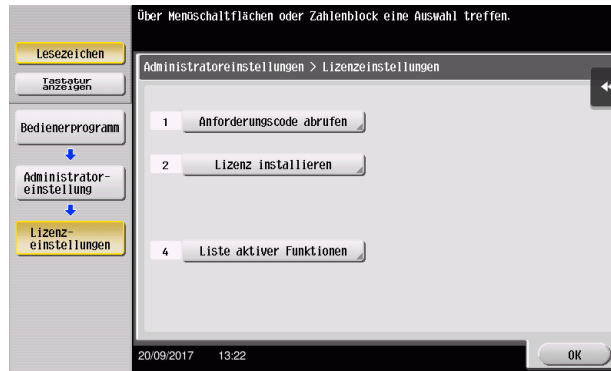 Über Menüschaltflächen oder Zahlenblock eine Auswahl treffen.
Lesezeichen
Tastatur
anzeigen
Bedienerprogramm
Administrator-
einstellung
Lizenz-
einstellungen
Administratoreinstellungen > Lizenzeinstellungen
1 Anforderungscode abrufen
2 Lizenz installieren
4 Liste aktiver Funktionen
20/09/2017 13:22
OK